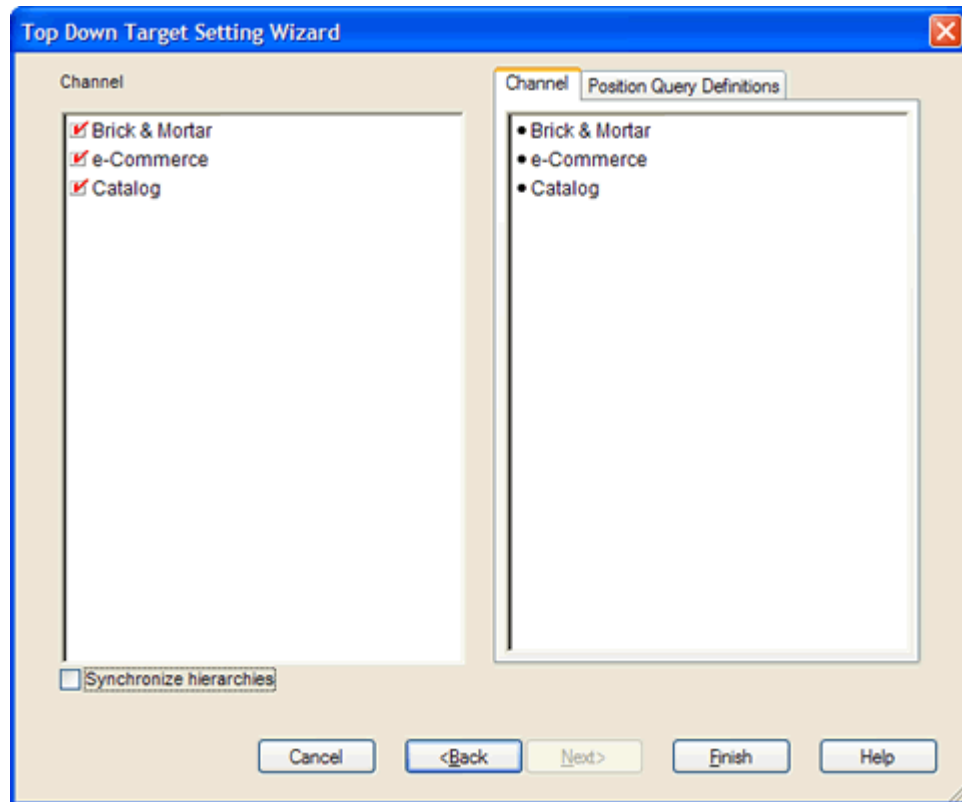 Top Down Target Setting Wizard
Channel
Brick & Mortar
e-Commerce
Catalog
Channel
Position Query Definitions
Brick & Mortar
e-Commerce
Catalog
Synchronize hierarchies
Cancel
<Back
Next>
Finish
Help